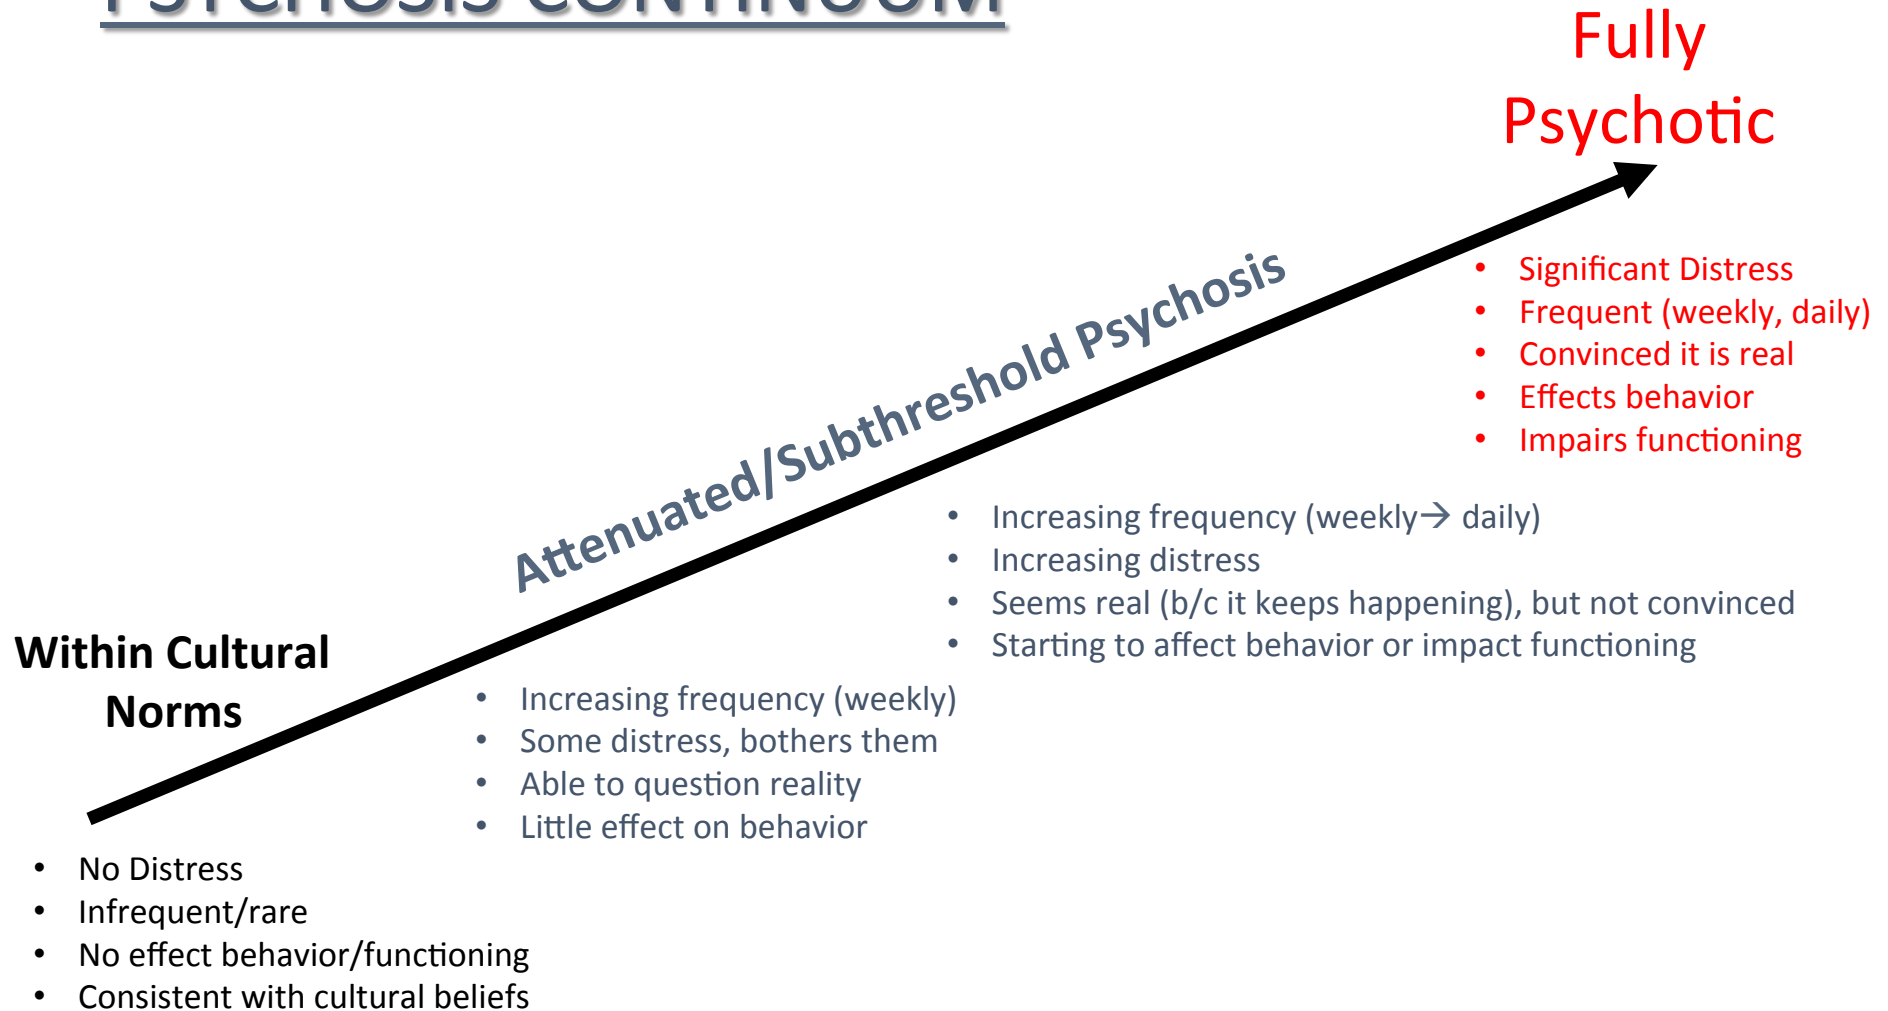 PSYCHOSIS CONTINUUM
Fully
Psychotic
• Significant Distress
• Frequent (weekly, daily)
• Convinced it is real
• Effects behavior
• Impairs functioning
Attenuated/Subthreshold Psychosis
• Increasing frequency (weekly→ daily)
• Increasing distress
• Seems real (b/c it keeps happening), but not convinced
• Starting to affect behavior or impact functioning
Within Cultural
Norms
• Increasing frequency (weekly)
• Some distress, bothers them
• Able to question reality
• Little effect on behavior
• No Distress
• Infrequent/rare
• No effect behavior/functioning
• Consistent with cultural beliefs